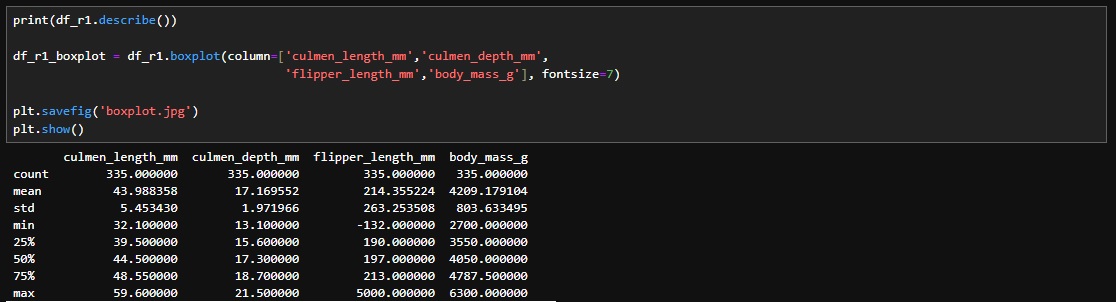 print(df_r1.describe())
df_r1_boxplot = df_r1.boxplot(column=['culmen_length_mm','culmen_depth_mm',
'flipper_length_mm','body_mass_g'], fontsize=7)
plt.savefig('boxplot.jpg')
plt.show()
culmen_length_mm culmen_depth_mm flipper_length_mm body_mass_g
count 335.000000 335.000000 335.000000 335.000000
mean 43.988358 17.169552 214.355224 4209.179104
std 5.453430 1.971966 263.253508 803.633495
min 32.100000 13.100000 -132.000000 2700.000000
25% 39.500000 15.600000 190.000000 3550.000000
50% 44.500000 17.300000 197.000000 4050.000000
75% 48.550000 18.700000 213.000000 4787.500000
max 59.600000 21.500000 5000.000000 6300.000000